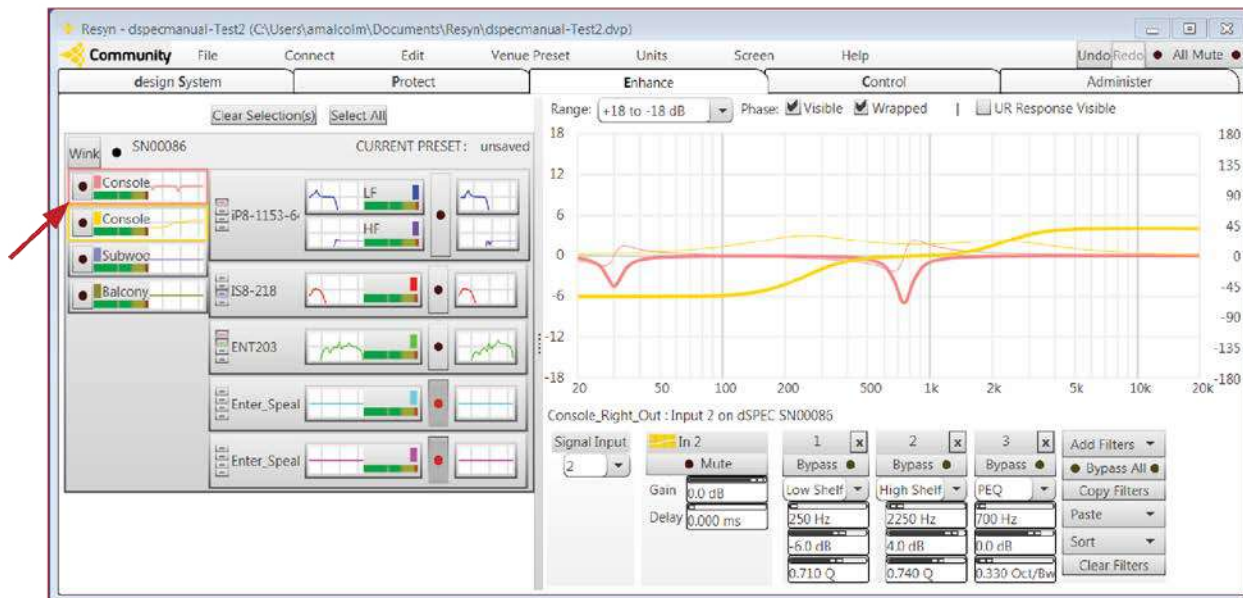 Resyn - dspecmanual-Test2 (C:\Users\amalcolm\Documents\Resyn\dspecmanual-Test2.dvp)
Community File Connect Edit Venue Preset Units Screen Help Undo Redo All Mute
design System Protect Enhance Control Administer
Clear Selection(s) Select All
Wink SN00086 CURRENT PRESET: unsaved
Console
Console
Subwoo
Balcony
iP8-1153-6
LF
HF
IS8-218
ENT203
Enter_Speal
Enter_Speal
Range: +18 to -18 dB Phase: Visible Wrapped | UR Response Visible
18 180
12 135
90
6 45
0 0
-6 -45
-90
-12 -135
-18 -180
20 50 100 200 500 1k 2k 5k 10k 20k
Console_Right_Out : Input 2 on dSPEC SN00086
Signal Input In 2 1 x 2 x 3 x Add Filters
2 Mute Bypass Bypass Bypass Bypass All
Gain 0.0 dB Low Shelf High Shelf PEQ Copy Filters
Delay 0.000 ms 250 Hz 2250 Hz 700 Hz Paste
-6.0 dB 4.0 dB 0.0 dB Sort
0.710 Q 0.740 Q 0.330 Oct/Bw Clear Filters